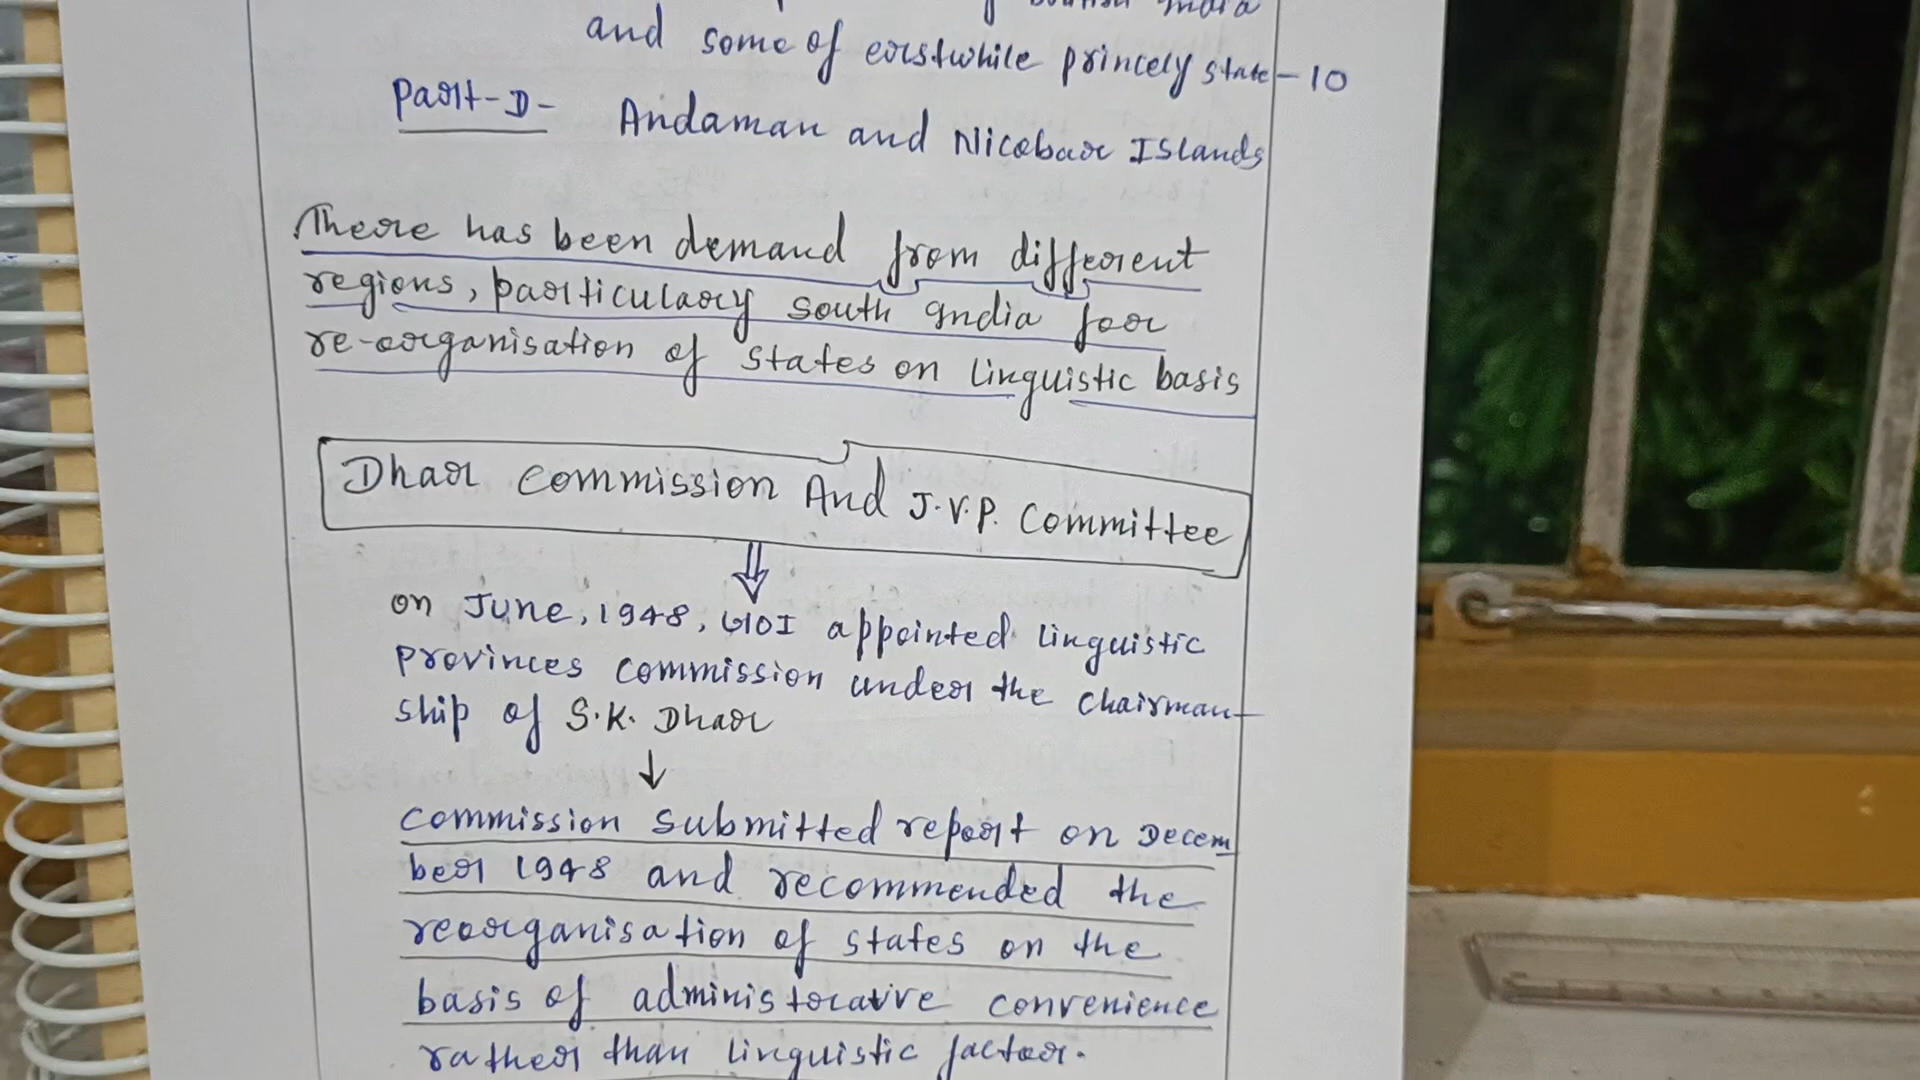 and some of erstwhile princely state-10
Part-D- Andaman and Nicobar Islands
There has been demand from different
regions, particulary south India for
re-organisation of states on linguistic basis
Dhar Commission And J.V.P. Committee
on June, 1948, GOI appointed linguistic
provinces commission under the chairman-
ship of S.K. Dhar
commission submitted report on Decem
ber 1948 and recommended the
reorganisation of states on the
basis of administrative convenience
rather than linguistic factor.